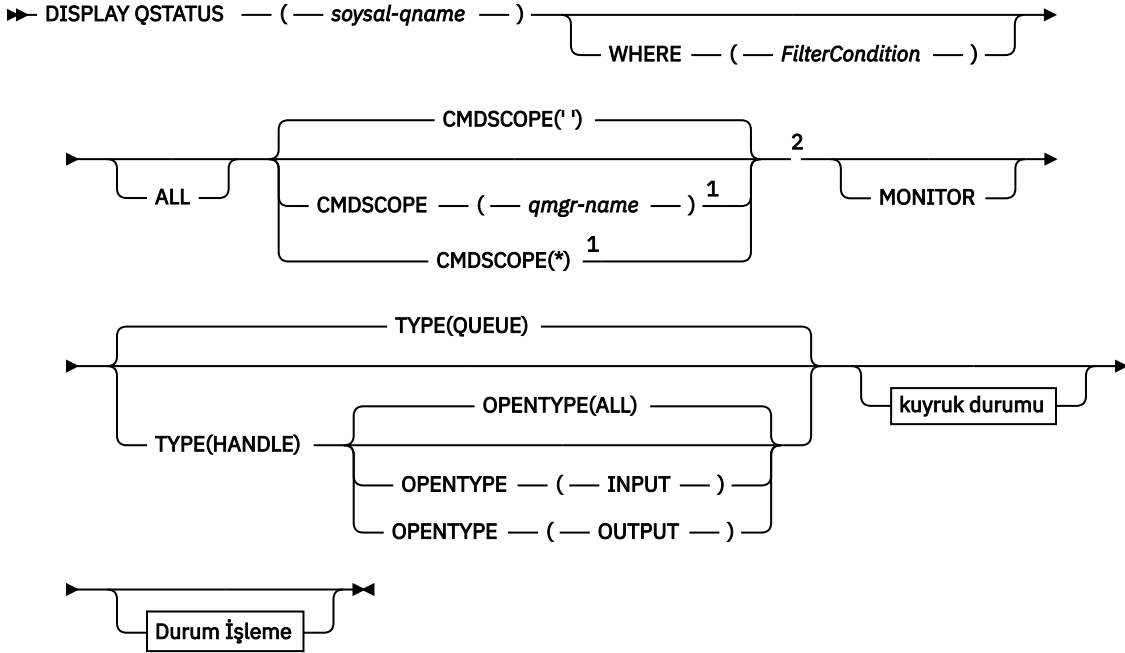 DISPLAY QSTATUS ( soysal-qname )
WHERE ( FilterCondition )
CMDSCOPE(' ')
2
ALL
CMDSCOPE ( qmgr-name ) 1
MONITOR
CMDSCOPE(*) 1
TYPE(QUEUE)
OPENTYPE(ALL)
kuyruk durumu
TYPE(HANDLE)
OPENTYPE ( INPUT )
OPENTYPE ( OUTPUT )
Durum İşleme